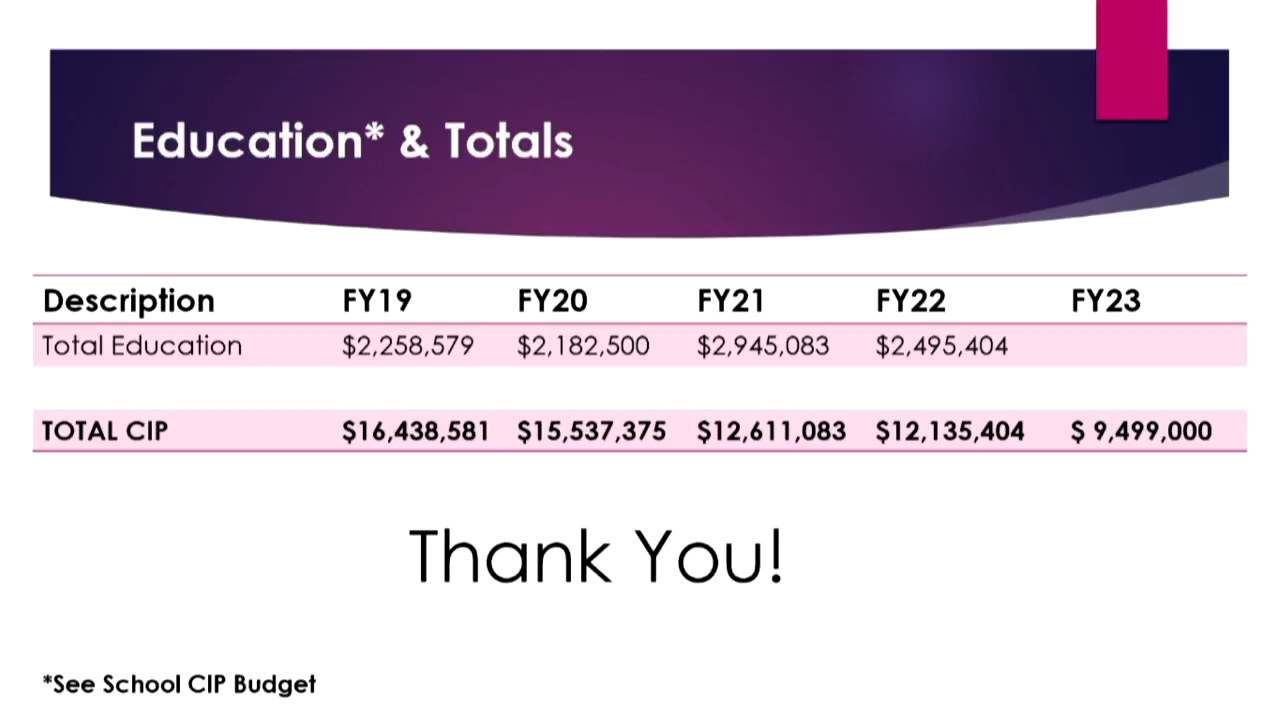 Education* & Totals
Description FY19 FY20 FY21 FY22 FY23
Total Education $2,258,579 $2,182,500 $2,945,083 $2,495,404
TOTAL CIP $16,438,581 $15,537,375 $12,611,083 $12,135,404 $ 9,499,000
Thank You!
*See School CIP Budget